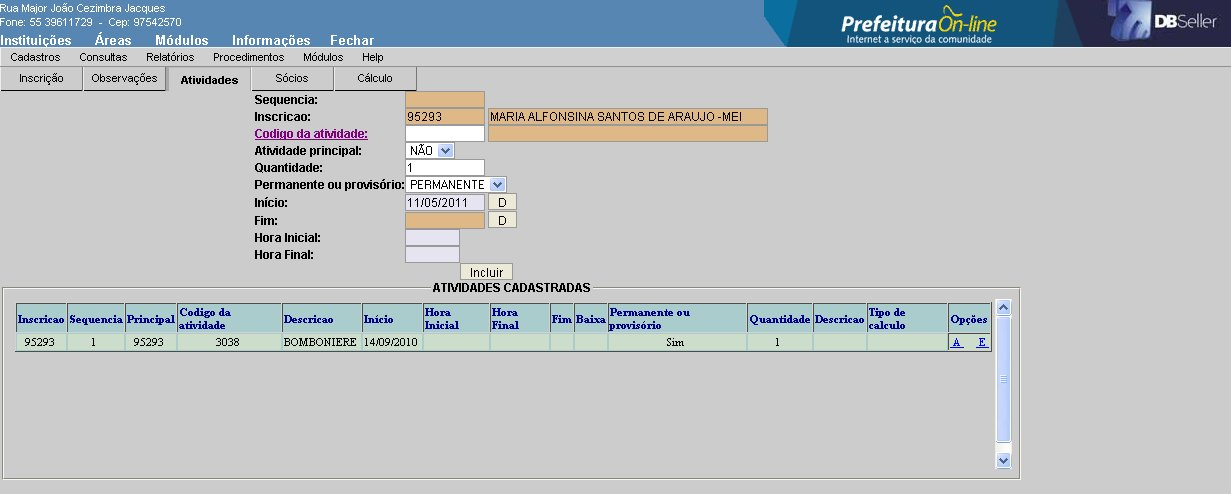 Rua Major João Cezimbra Jacques
Fone: 55 39611729 - Cep: 97542570
Prefeitura On-line
Internet a serviço da comunidade
DBSeller
Instituições Áreas Módulos Informações Fechar
Cadastros Consultas Relatórios Procedimentos Módulos Help
Inscrição Observações Atividades Sócios Cálculo
Sequencia:
Inscricao: 95293 MARIA ALFONSINA SANTOS DE ARAUJO -MEI
Codigo da atividade:
Atividade principal: NÃO
Quantidade: 1
Permanente ou provisório: PERMANENTE
Início: 11/05/2011 D
Fim: D
Hora Inicial:
Hora Final:
Incluir
ATIVIDADES CADASTRADAS
Inscricao Sequencia Principal Codigo da atividade Descricao Início Hora Inicial Hora Final Fim Baixa Permanente ou provisório Quantidade Descricao Tipo de calculo Opções
95293 1 95293 3038 BOMBONIERE 14/09/2010 Sim 1 A E